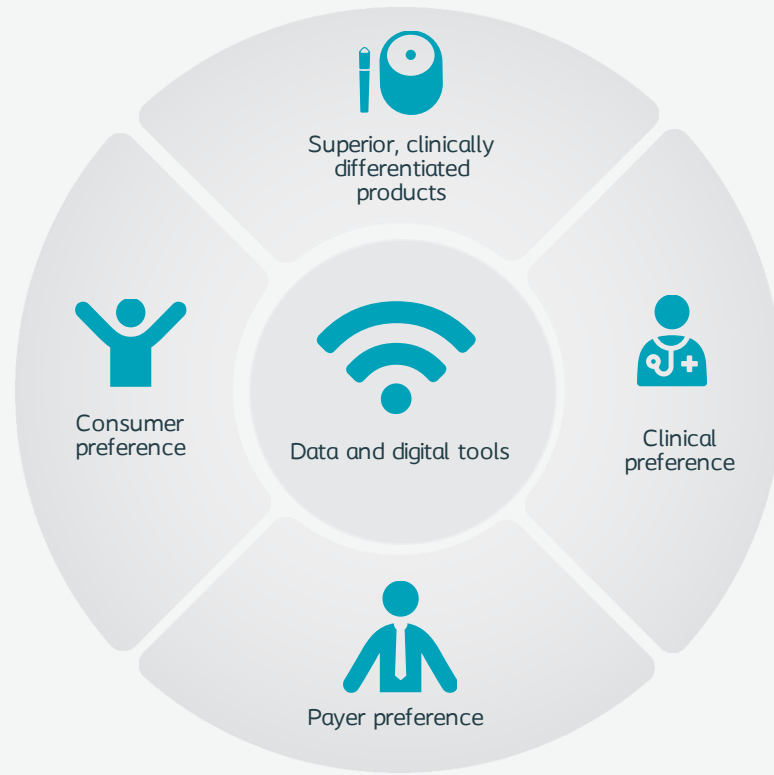 Superior, clinically
differentiated
products
Consumer
preference
Data and digital tools
Clinical
preference
Payer preference